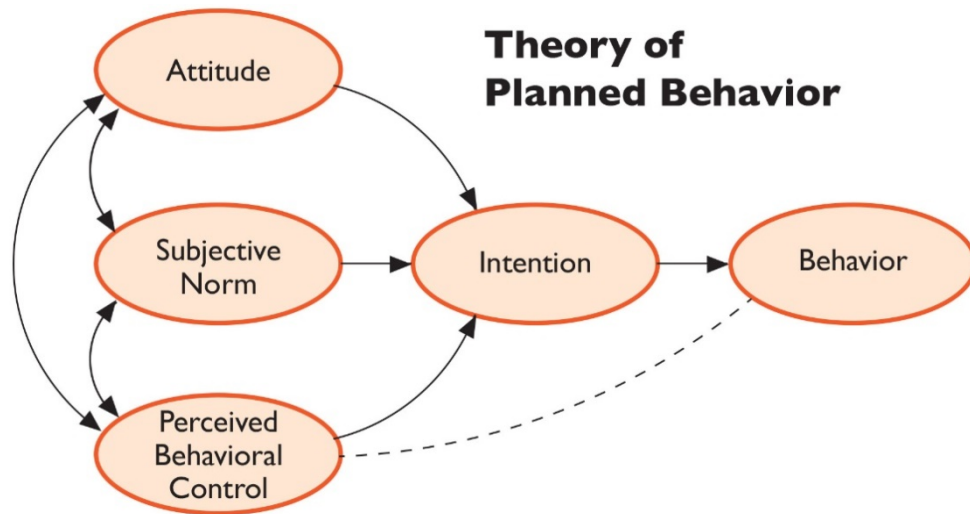 Theory of
Planned Behavior
Attitude
Subjective
Norm
Intention
Behavior
Perceived
Behavioral
Control